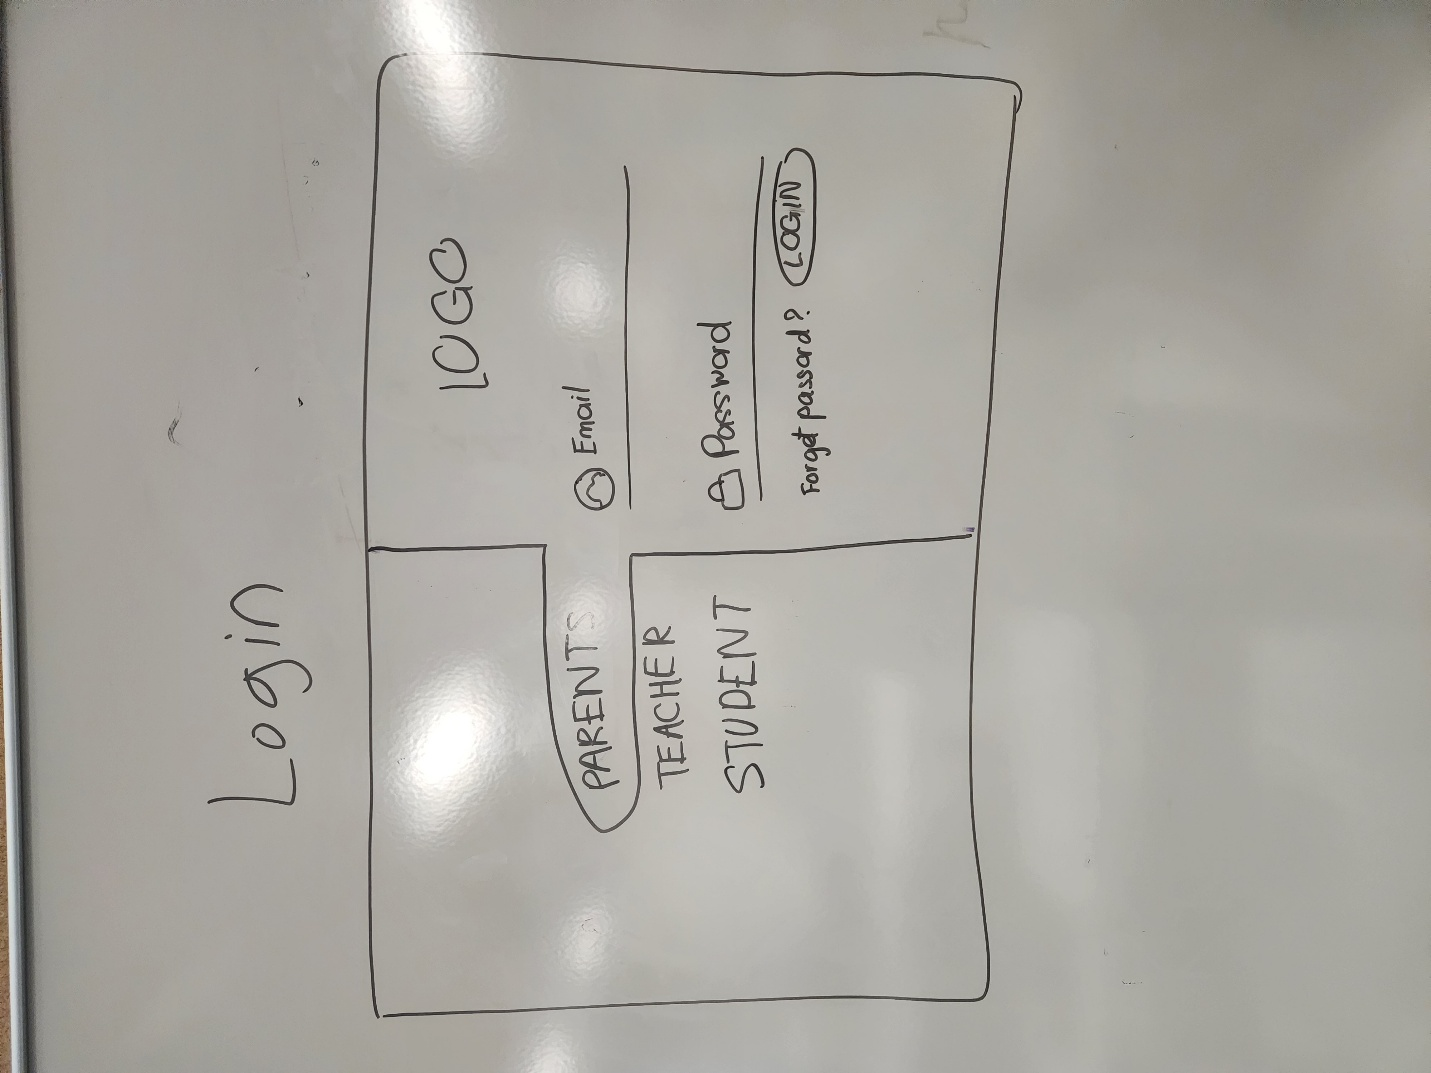 Login
PARENTS
TEACHER
STUDENT
LOGO
Email
Password
Forget passord? LOGIN